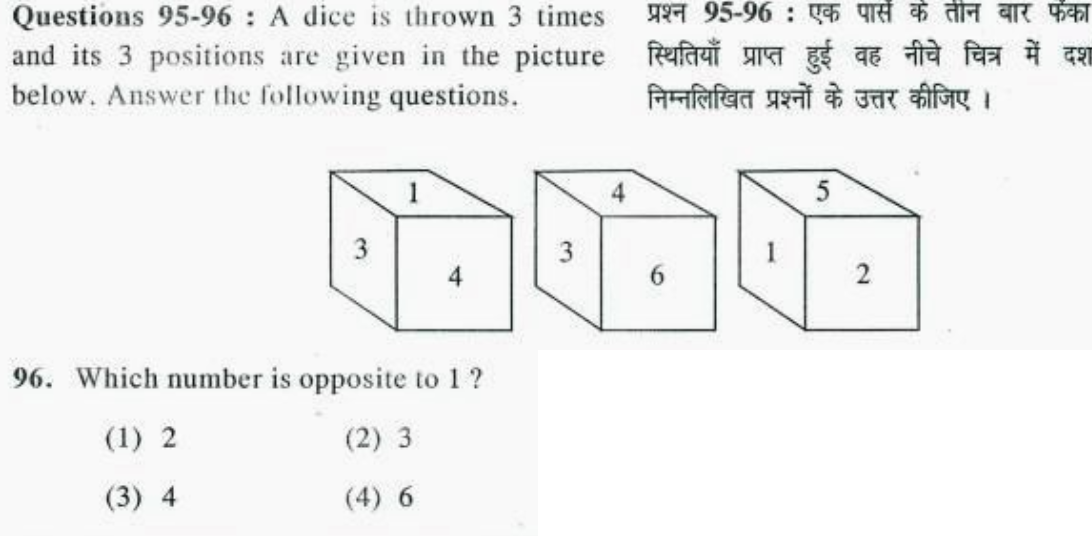 Questions 95-96 : A dice is thrown 3 times
and its 3 positions are given in the picture
below. Answer the following questions.
प्रश्न 95-96 : एक पासें के तीन बार फेंका
स्थितियाँ प्राप्त हुई वह नीचे चित्र में दश
निम्नलिखित प्रश्नों के उत्तर कीजिए ।
1
3
4
4
3
6
5
1
2
96. Which number is opposite to 1 ?
(1) 2 (2) 3
(3) 4 (4) 6